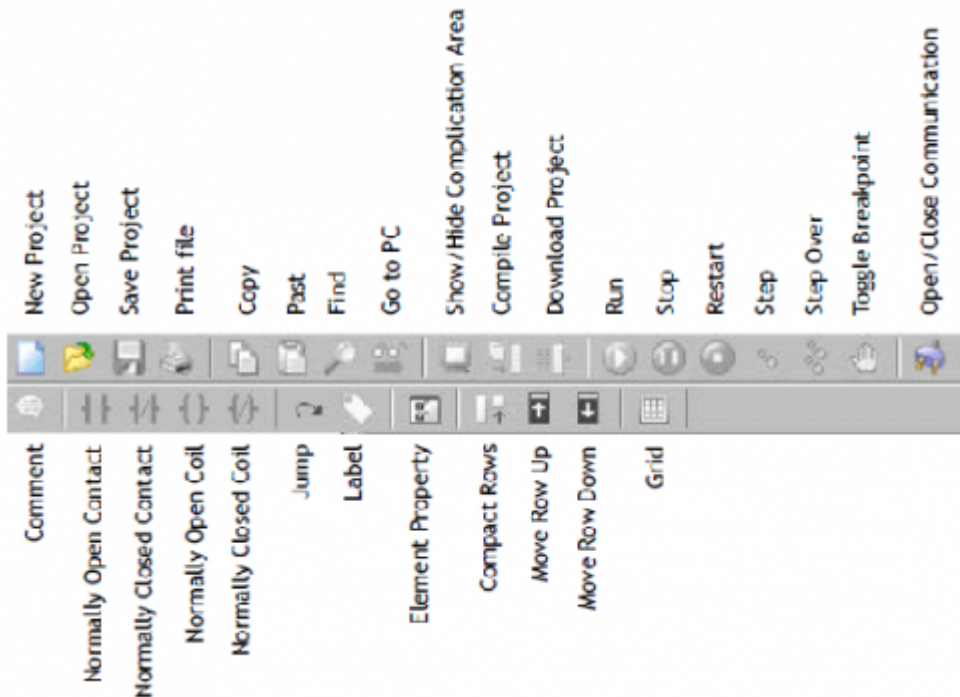 New Project
Open Project
Save Project
Print file
Copy
Past
Find
Go to PC
Show/Hide Complication Area
Compile Project
Download Project
Run
Stop
Restart
Step
Step Over
Toggle Breakpoint
Open/Close Communication
Comment
Normally Open Contact
Normally Closed Contact
Normally Open Coil
Normally Closed Coil
Jump
Label
Element Property
Compact Rows
Move Row Up
Move Row Down
Grid